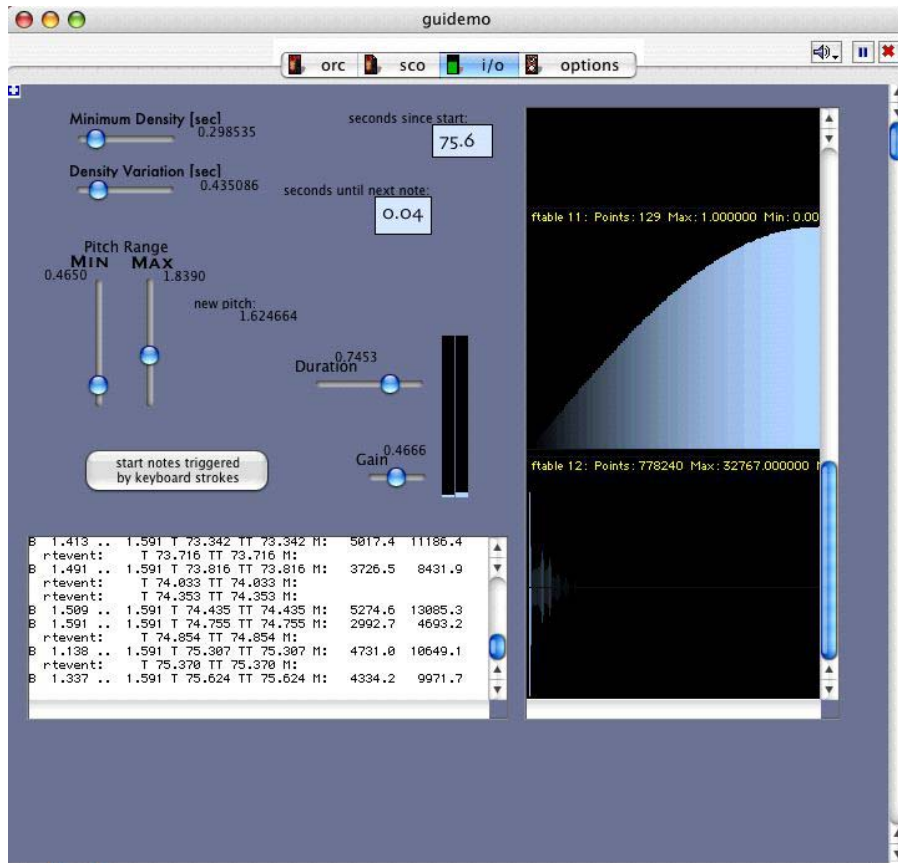 guidemo
orc sco i/o options
Minimum Density [sec]
0.298535
seconds since start:
75.6
Density Variation [sec]
0.435086
seconds until next note:
0.04
Pitch Range
MIN MAX
0.4650 1.8390
new pitch:
1.624664
0.7453
Duration
0.4666
Gain
start notes triggered
by keyboard strokes
ftable 11: Points: 129 Max: 1.000000 Min: 0.00
ftable 12: Points: 778240 Max: 32767.000000
B 1.413 .. 1.591 T 73.342 TT 73.342 M: 5017.4 11186.4
rtevent: T 73.716 TT 73.716 M:
B 1.491 .. 1.591 T 73.816 TT 73.816 M: 3726.5 8431.9
rtevent: T 74.033 TT 74.033 M:
rtevent: T 74.353 TT 74.353 M:
B 1.509 .. 1.591 T 74.435 TT 74.435 M: 5274.6 13085.3
B 1.591 .. 1.591 T 74.755 TT 74.755 M: 2992.7 4693.2
rtevent: T 74.854 TT 74.854 M:
B 1.138 .. 1.591 T 75.307 TT 75.307 M: 4731.0 10649.1
rtevent: T 75.370 TT 75.370 M:
B 1.337 .. 1.591 T 75.624 TT 75.624 M: 4334.2 9971.7